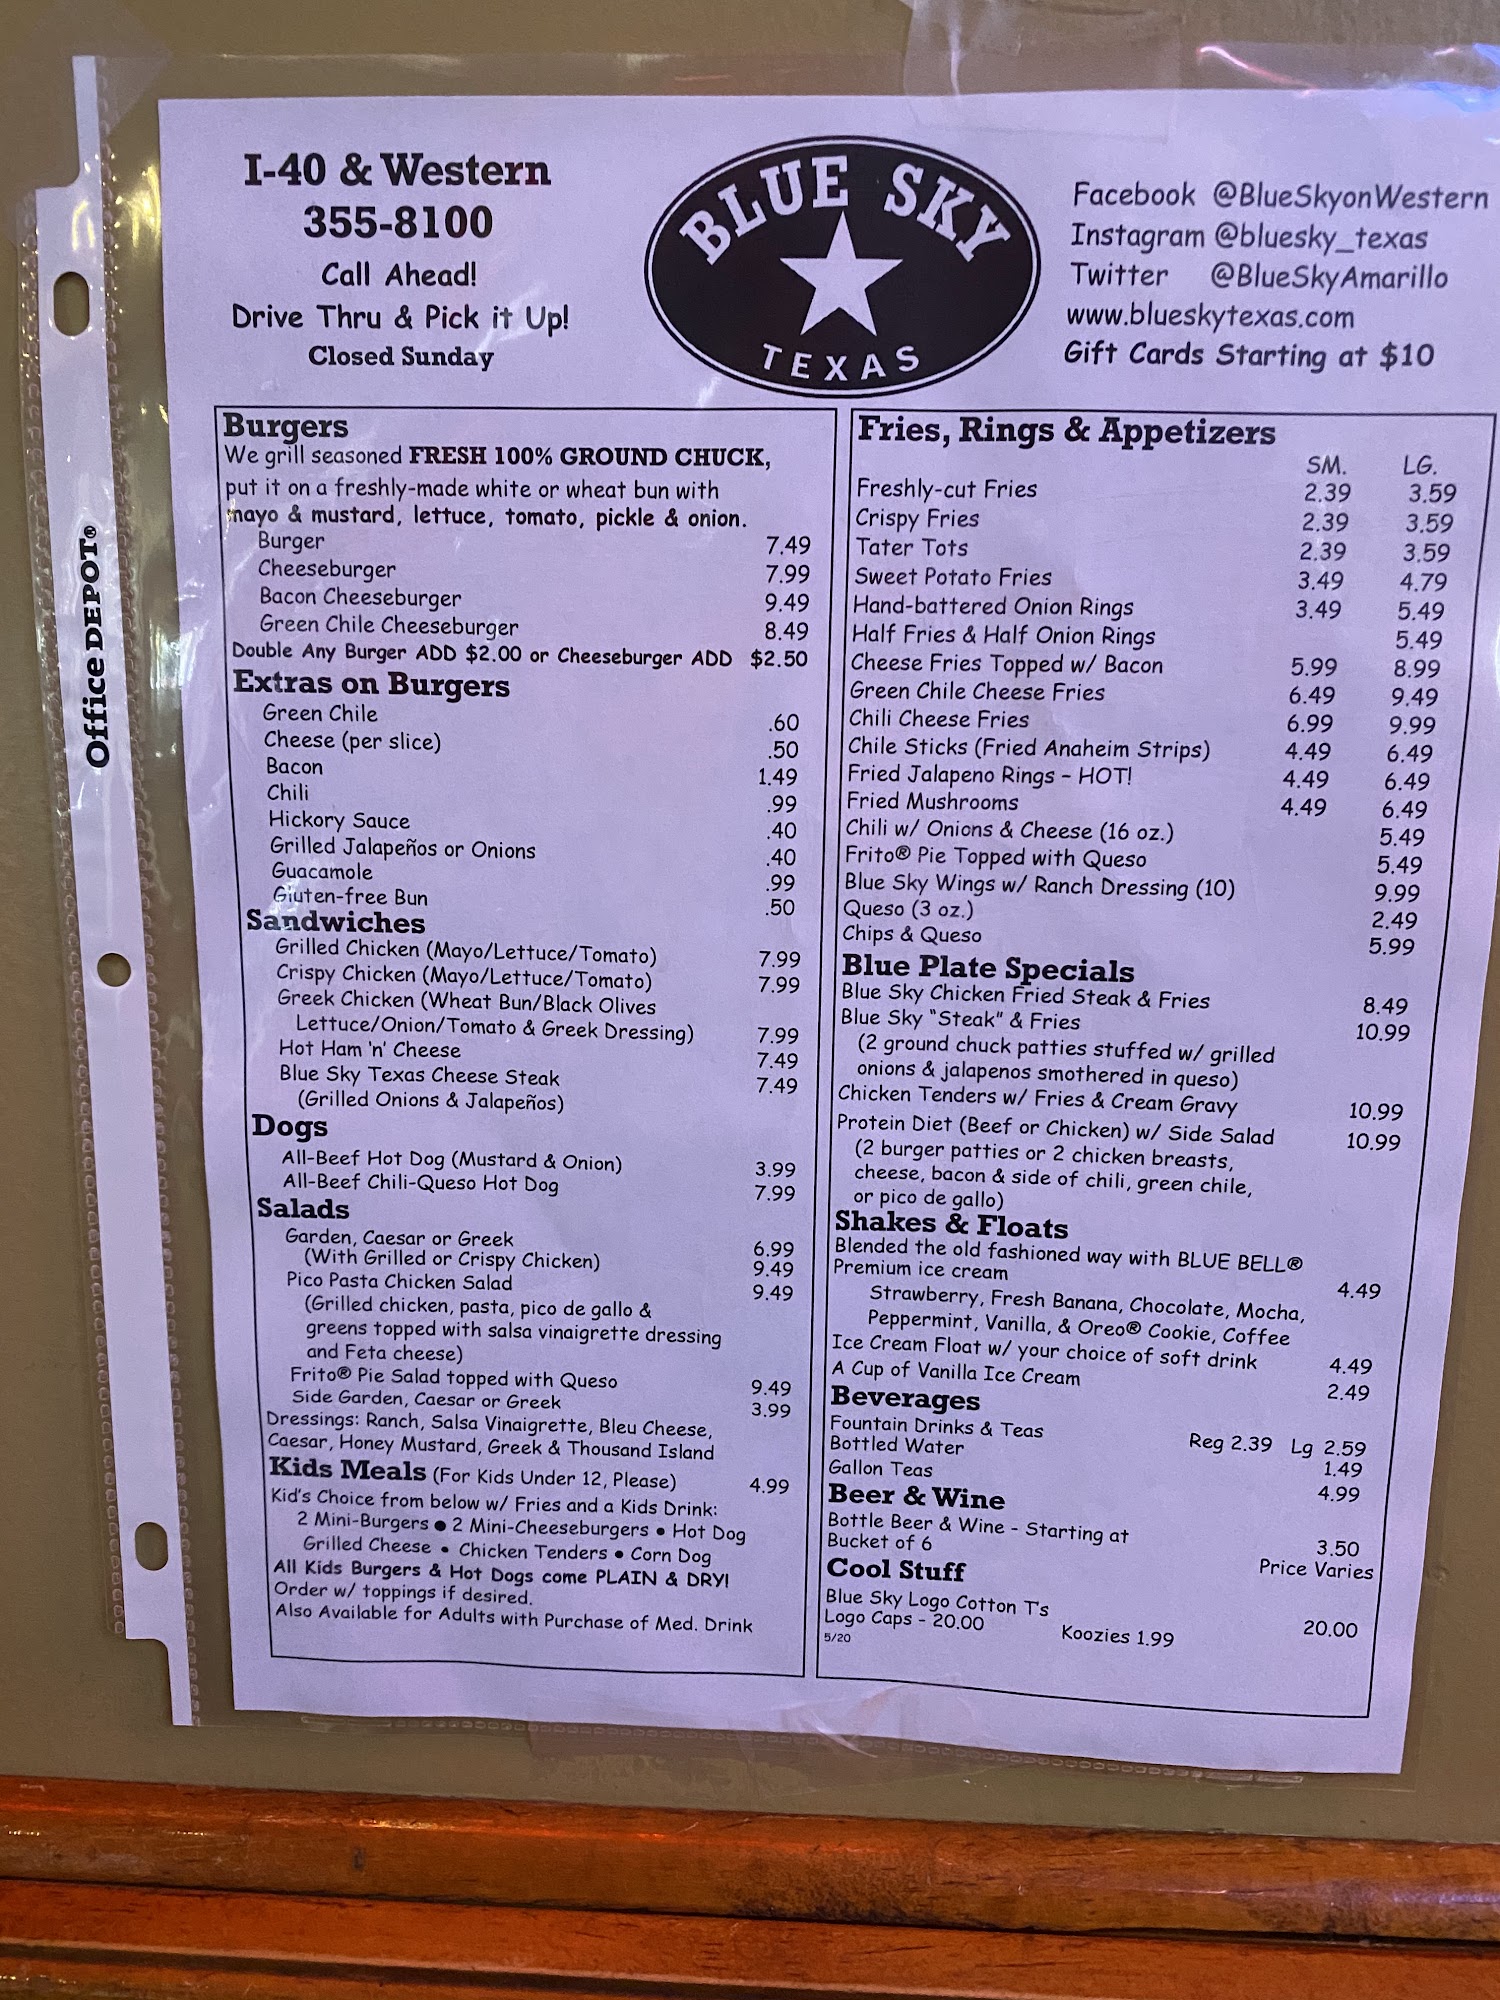 Office DEPOT®
I-40 & Western
355-8100
Call Ahead!
Drive Thru & Pick it Up!
Closed Sunday
BLUE SKY
TEXAS
Facebook @BlueSkyonWestern
Instagram @bluesky_texas
Twitter @BlueSkyAmarillo
www.blueskytexas.com
Gift Cards Starting at $10
Burgers
We grill seasoned FRESH 100% GROUND CHUCK,
put it on a freshly-made white or wheat bun with
mayo & mustard, lettuce, tomato, pickle & onion.
Burger 7.49
Cheeseburger 7.99
Bacon Cheeseburger 9.49
Green Chile Cheeseburger 8.49
Double Any Burger ADD $2.00 or Cheeseburger ADD $2.50
Extras on Burgers
Green Chile .60
Cheese (per slice) .50
Bacon 1.49
Chili .99
Hickory Sauce .40
Grilled Jalapeños or Onions .40
Guacamole .99
Gluten-free Bun .50
Sandwiches
Grilled Chicken (Mayo/Lettuce/Tomato) 7.99
Crispy Chicken (Mayo/Lettuce/Tomato) 7.99
Greek Chicken (Wheat Bun/Black Olives
Lettuce/Onion/Tomato & Greek Dressing) 7.99
Hot Ham 'n' Cheese 7.49
Blue Sky Texas Cheese Steak 7.49
(Grilled Onions & Jalapeños)
Dogs
All-Beef Hot Dog (Mustard & Onion) 3.99
All-Beef Chili-Queso Hot Dog 7.99
Salads
Garden, Caesar or Greek 6.99
(With Grilled or Crispy Chicken) 9.49
Pico Pasta Chicken Salad 9.49
(Grilled chicken, pasta, pico de gallo &
greens topped with salsa vinaigrette dressing
and Feta cheese)
Frito® Pie Salad topped with Queso 9.49
Side Garden, Caesar or Greek 3.99
Dressings: Ranch, Salsa Vinaigrette, Bleu Cheese,
Caesar, Honey Mustard, Greek & Thousand Island
Kids Meals (For Kids Under 12, Please) 4.99
Kid's Choice from below w/ Fries and a Kids Drink:
2 Mini-Burgers • 2 Mini-Cheeseburgers • Hot Dog
Grilled Cheese • Chicken Tenders • Corn Dog
All Kids Burgers & Hot Dogs come PLAIN & DRY!
Order w/ toppings if desired.
Also Available for Adults with Purchase of Med. Drink
Fries, Rings & Appetizers
SM. LG.
Freshly-cut Fries 2.39 3.59
Crispy Fries 2.39 3.59
Tater Tots 2.39 3.59
Sweet Potato Fries 3.49 4.79
Hand-battered Onion Rings 3.49 5.49
Half Fries & Half Onion Rings 5.49
Cheese Fries Topped w/ Bacon 5.99 8.99
Green Chile Cheese Fries 6.49 9.49
Chili Cheese Fries 6.99 9.99
Chile Sticks (Fried Anaheim Strips) 4.49 6.49
Fried Jalapeno Rings - HOT! 4.49 6.49
Fried Mushrooms 4.49 6.49
Chili w/ Onions & Cheese (16 oz.) 5.49
Frito® Pie Topped with Queso 5.49
Blue Sky Wings w/ Ranch Dressing (10) 9.99
Queso (3 oz.) 2.49
Chips & Queso 5.99
Blue Plate Specials
Blue Sky Chicken Fried Steak & Fries 8.49
Blue Sky "Steak" & Fries 10.99
(2 ground chuck patties stuffed w/ grilled
onions & jalapenos smothered in queso)
Chicken Tenders w/ Fries & Cream Gravy 10.99
Protein Diet (Beef or Chicken) w/ Side Salad 10.99
(2 burger patties or 2 chicken breasts,
cheese, bacon & side of chili, green chile,
or pico de gallo)
Shakes & Floats
Blended the old fashioned way with BLUE BELL®
Premium ice cream 4.49
Strawberry, Fresh Banana, Chocolate, Mocha,
Peppermint, Vanilla, & Oreo® Cookie, Coffee
Ice Cream Float w/ your choice of soft drink 4.49
A Cup of Vanilla Ice Cream 2.49
Beverages
Fountain Drinks & Teas Reg 2.39 Lg 2.59
Bottled Water 1.49
Gallon Teas 4.99
Beer & Wine
Bottle Beer & Wine - Starting at 3.50
Bucket of 6 Price Varies
Cool Stuff
Blue Sky Logo Cotton T's 20.00
Logo Caps - 20.00 Koozies 1.99
5/20